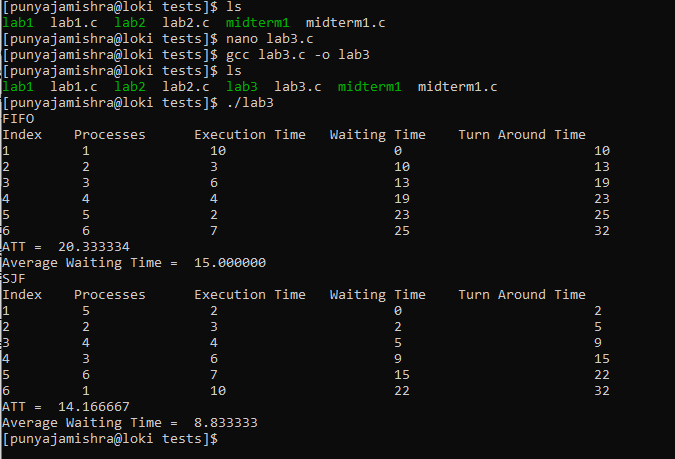 [punyajamishra@loki tests]$ ls
lab1  lab1.c  lab2  lab2.c  midterm1  midterm1.c
[punyajamishra@loki tests]$ nano lab3.c
[punyajamishra@loki tests]$ gcc lab3.c -o lab3
[punyajamishra@loki tests]$ ls
lab1  lab1.c  lab2  lab2.c  lab3  lab3.c  midterm1  midterm1.c
[punyajamishra@loki tests]$ ./lab3
FIFO
Index    Processes      Execution Time   Waiting Time    Turn Around Time
1         1               10                     0                       10
2         2               3                      10                      13
3         3               6                      13                      19
4         4               4                      19                      23
5         5               2                      23                      25
6         6               7                      25                      32
ATT =  20.333334
Average Waiting Time =  15.000000
SJF
Index    Processes      Execution Time   Waiting Time    Turn Around Time
1         5               2                      0                       2
2         2               3                      2                       5
3         4               4                      5                       9
4         3               6                      9                       15
5         6               7                      15                      22
6         1               10                     22                      32
ATT =  14.166667
Average Waiting Time =  8.833333
[punyajamishra@loki tests]$